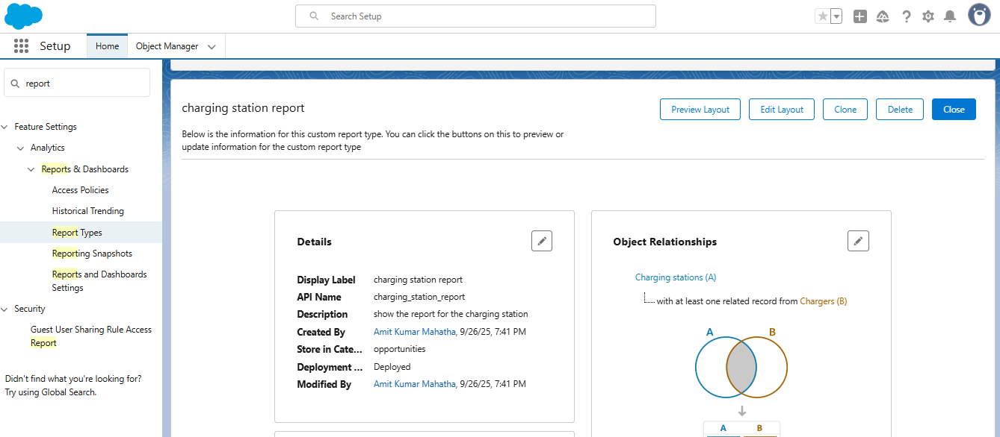 Search Setup
Setup
Home
Object Manager
report
Feature Settings
Analytics
Reports & Dashboards
Access Policies
Historical Trending
Report Types
Reporting Snapshots
Reports and Dashboards
Settings
Security
Guest User Sharing Rule Access
Report
Didn't find what you're looking for?
Try using Global Search.
charging station report
Preview Layout
Edit Layout
Clone
Delete
Close
Below is the information for this custom report type. You can click the buttons on this to preview or
update information for the custom report type
Details
Display Label charging station report
API Name charging_station_report
Description show the report for the charging station
Created By Amit Kumar Mahatha, 9/26/25, 7:41 PM
Store in Cate... opportunities
Deployment ... Deployed
Modified By Amit Kumar Mahatha, 9/26/25, 7:41 PM
Object Relationships
Charging stations (A)
with at least one related record from Chargers (B)
A B
A B